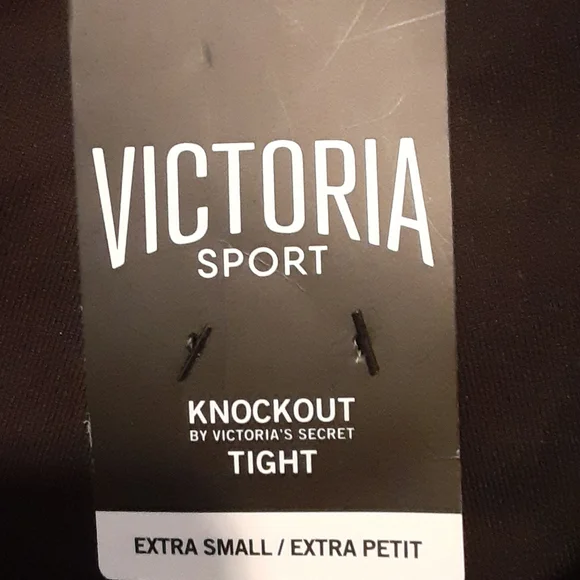 VICTORIA
SPORT
KNOCKOUT
BY VICTORIA'S SECRET
TIGHT
EXTRA SMALL / EXTRA PETIT